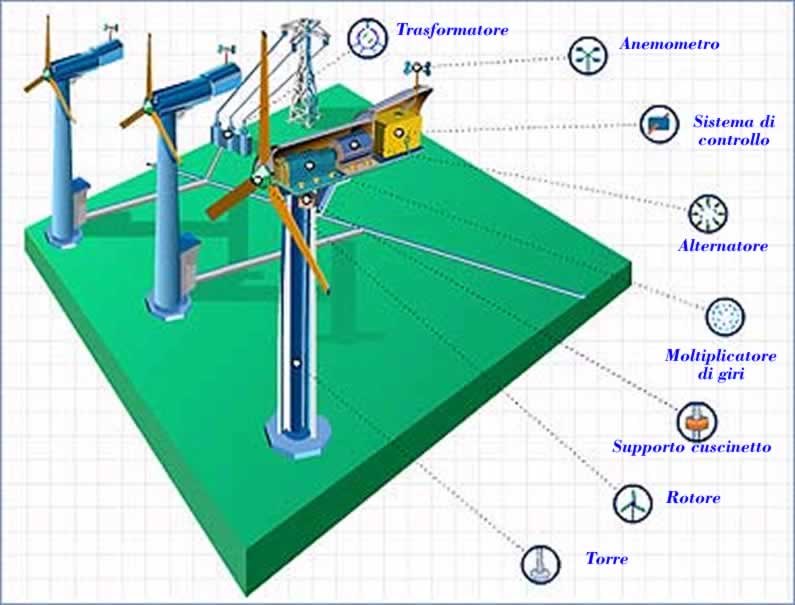 Trasformatore
Anemometro
Sistema di
controllo
Alternatore
Moltiplicatore
di giri
Supporto cuscinetto
Rotore
Torre